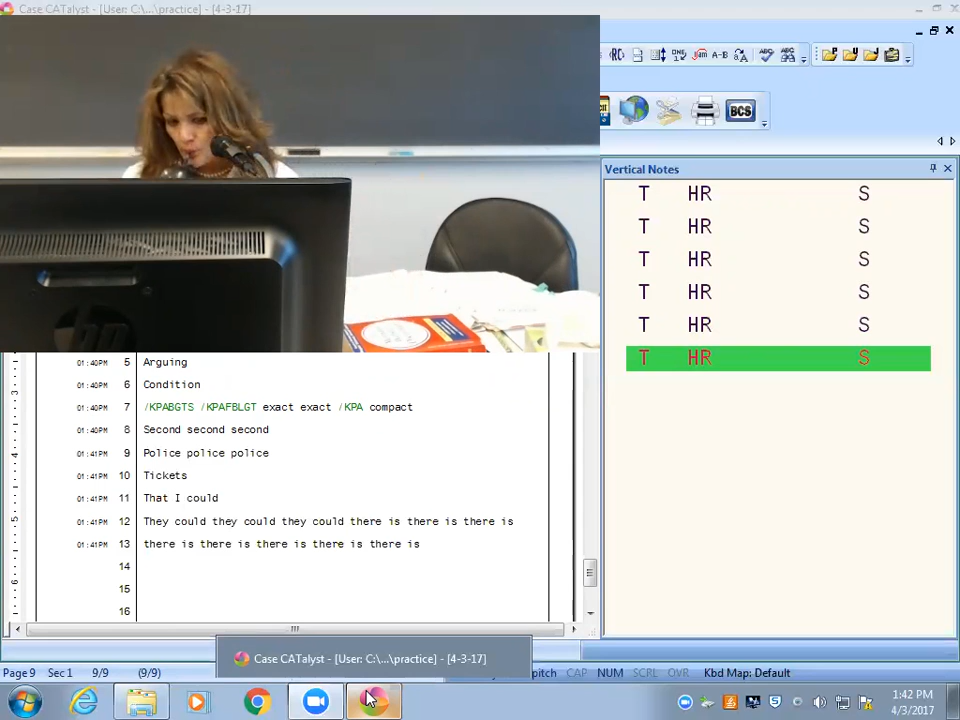 Case CATalyst - [User: C:\...\practice] - [4-3-17]
BCS
Vertical Notes
T HR S
T HR S
T HR S
T HR S
T HR S
T HR S
hp
01:40PM 5 Arguing
01:40PM 6 Condition
01:40PM 7 /KPABGTS /KPAFBLGT exact exact /KPA compact
01:40PM 8 Second second second
01:41PM 9 Police police police
01:41PM 10 Tickets
01:41PM 11 That I could
01:41PM 12 They could they could they could there is there is there is
01:41PM 13 there is there is there is there is there is
14
15
16
Case CATalyst - [User: C:\...\practice] - [4-3-17]
Page 9 Sec 1 9/9 (9/9) pitch CAP NUM SCRL OVR Kbd Map: Default
1:42 PM
4/3/2017